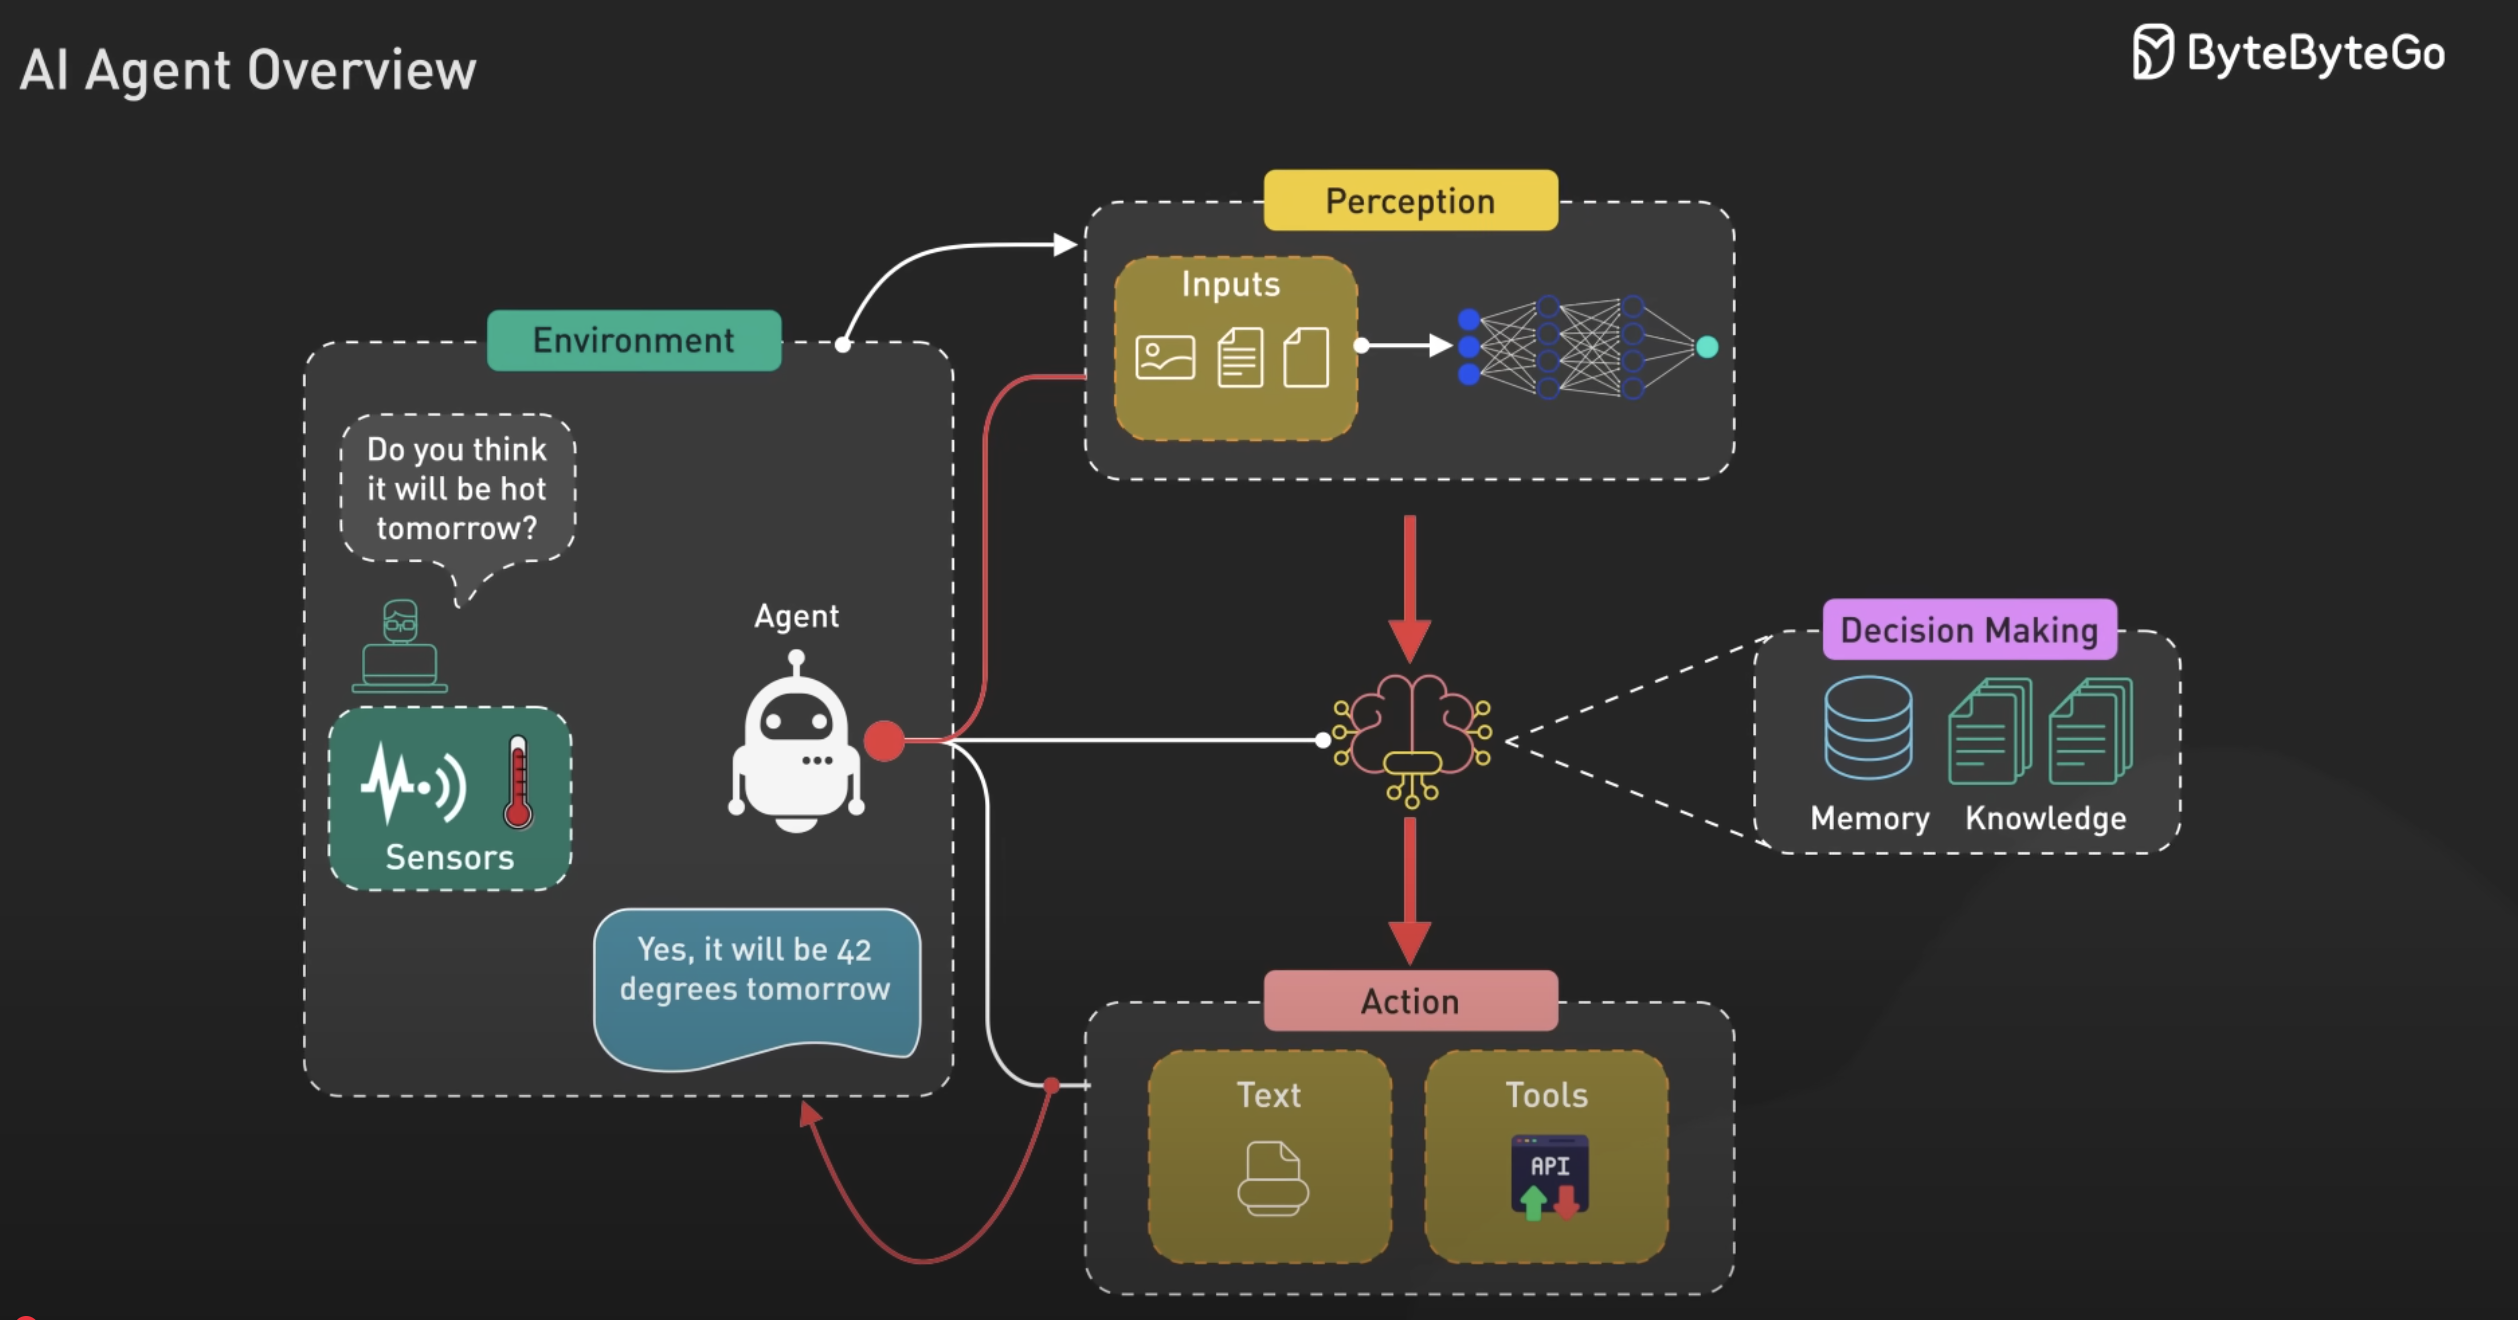 AI Agent Overview
ByteByteGo
Perception
Inputs
Environment
Do you think
it will be hot
tomorrow?
Agent
Sensors
Yes, it will be 42
degrees tomorrow
Decision Making
Memory
Knowledge
Action
Text
Tools
API